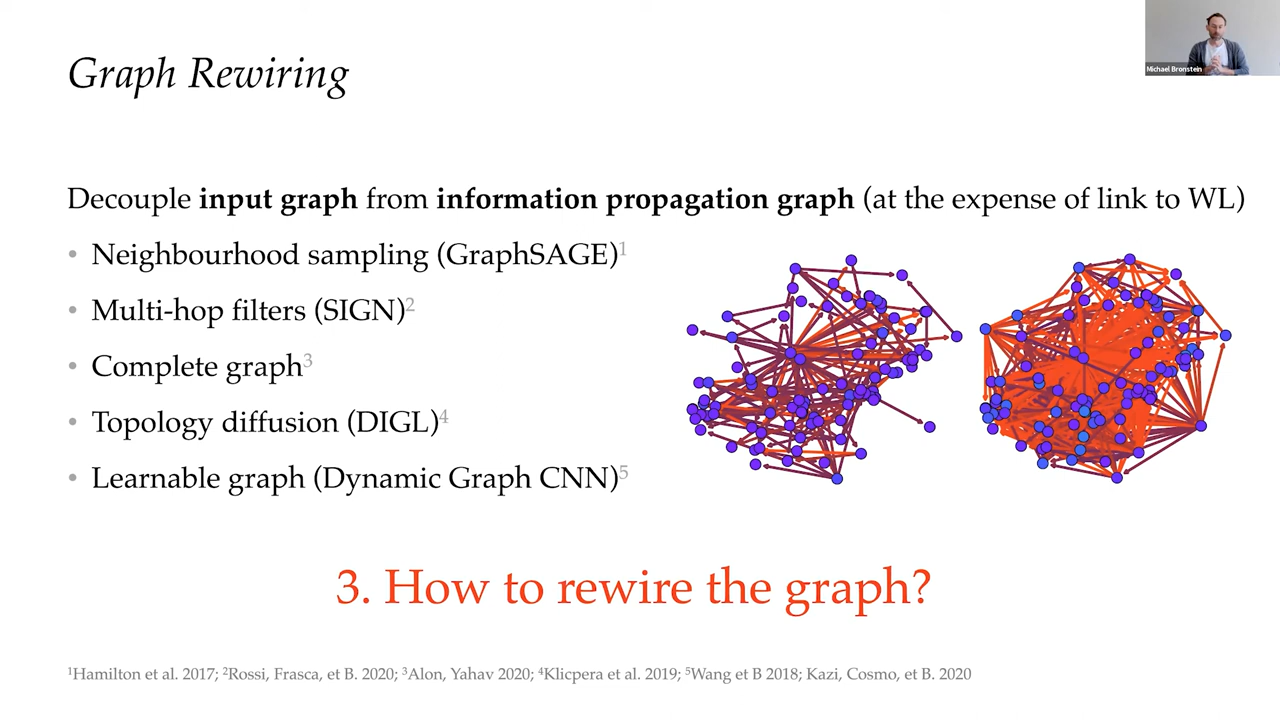 Michael Bronstein
Graph Rewiring
Decouple input graph from information propagation graph (at the expense of link to WL)
• Neighbourhood sampling (GraphSAGE)¹
• Multi-hop filters (SIGN)²
• Complete graph³
• Topology diffusion (DIGL)⁴
• Learnable graph (Dynamic Graph CNN)⁵
3. How to rewire the graph?
¹Hamilton et al. 2017; ²Rossi, Frasca, et B. 2020; ³Alon, Yahav 2020; ⁴Klicpera et al. 2019; ⁵Wang et B 2018; Kazi, Cosmo, et B. 2020